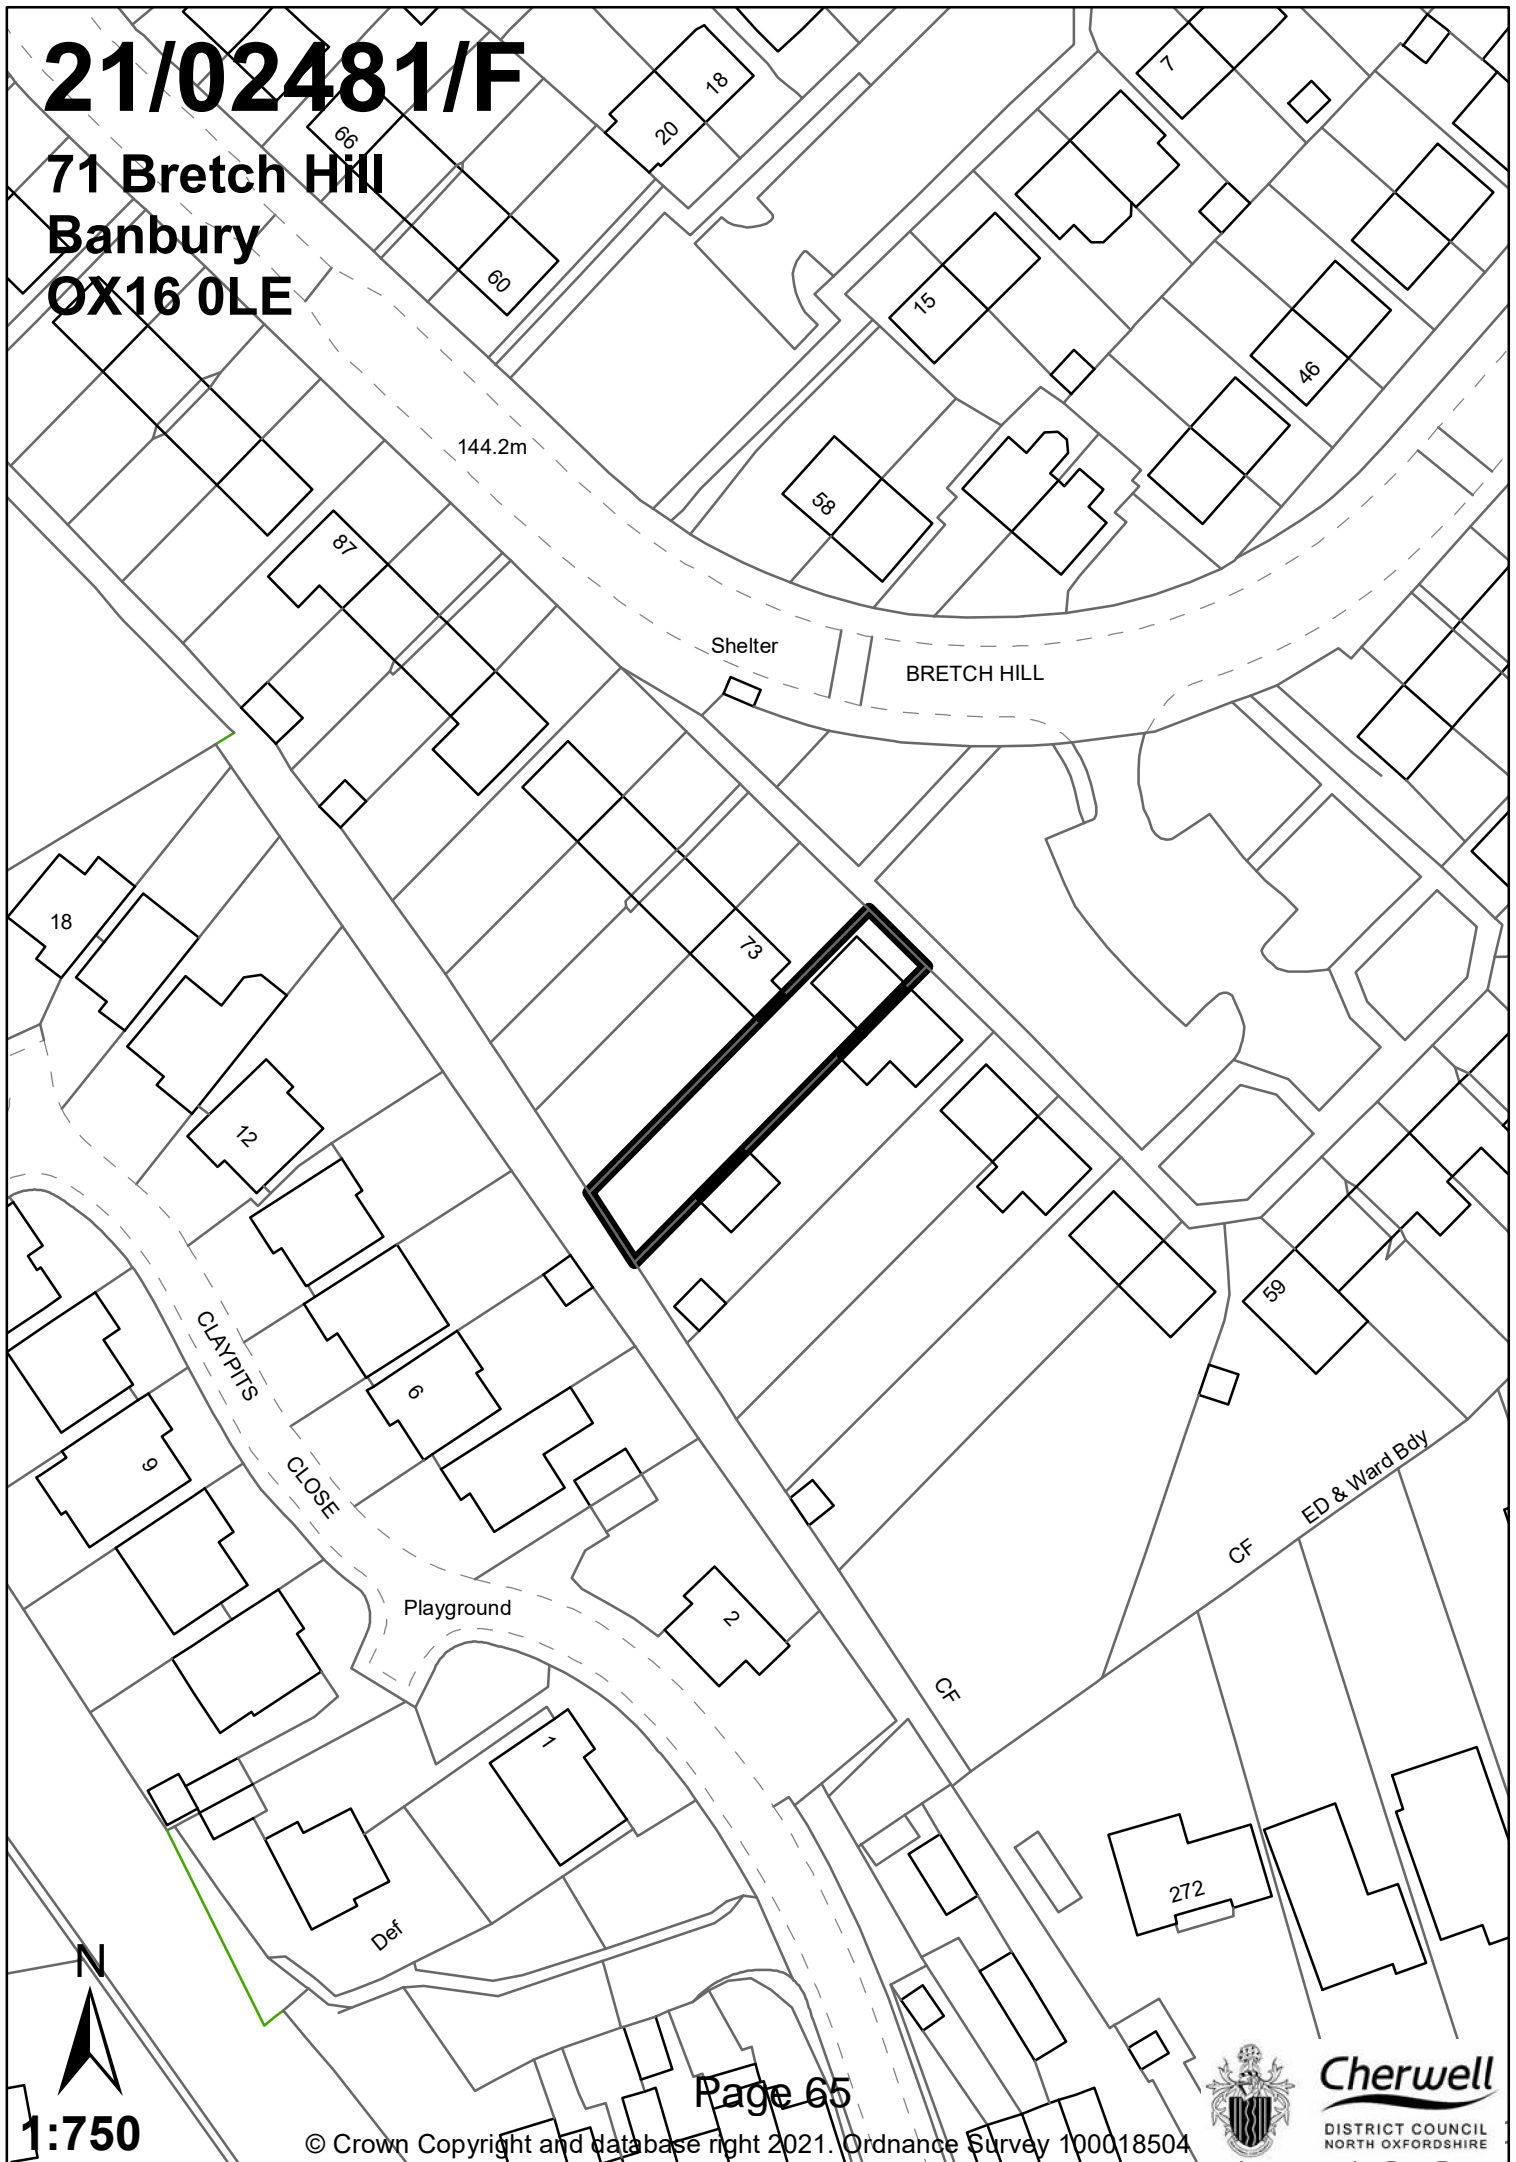 21/02481/F
71 Bretch Hill
Banbury
OX16 0LE
66
18
20
7
60
15
46
144.2m
58
87
Shelter
BRETCH HILL
18
73
12
59
CLAYPITS
6
9
CLOSE
ED & Ward Bdy
CF
Playground
2
CF
1
272
Def
N
1:750
Page 65
© Crown Copyright and database right 2021. Ordnance Survey 100018504
Cherwell
DISTRICT COUNCIL
NORTH OXFORDSHIRE